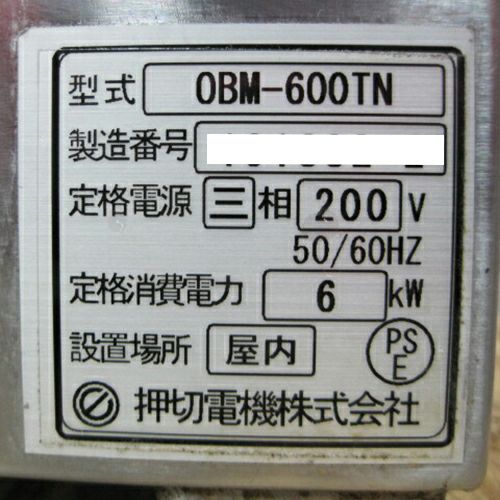 型式 OBM-600TN
製造番号
定格電源 三相 200 V
50/60HZ
定格消費電力 6 kW
設置場所 屋内
PS
E
押切電機株式会社